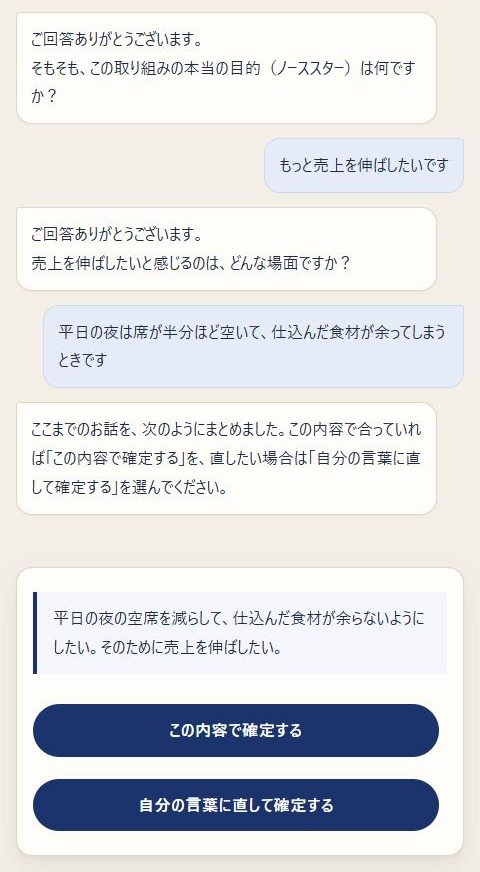 ご回答ありがとうございます。
そもそも、この取り組みの本当の目的（ノーススター）は何です
か？
もっと売上を伸ばしたいです
ご回答ありがとうございます。
売上を伸ばしたいと感じるのは、どんな場面ですか？
平日の夜は席が半分ほど空いて、仕込んだ食材が余ってしまう
ときです
ここまでのお話を、次のようにまとめました。この内容で合っていれ
ば「この内容で確定する」を、直したい場合は「自分の言葉に直
して確定する」を選んでください。
平日の夜の空席を減らして、仕込んだ食材が余らないように
したい。そのために売上を伸ばしたい。
この内容で確定する
自分の言葉に直して確定する